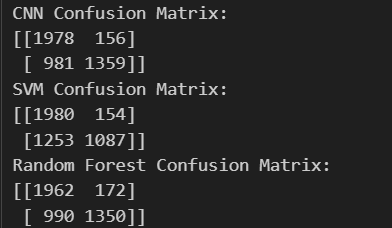 CNN Confusion Matrix:
[[1978  156]
 [ 981 1359]]
SVM Confusion Matrix:
[[1980  154]
 [1253 1087]]
Random Forest Confusion Matrix:
[[1962  172]
 [ 990 1350]]